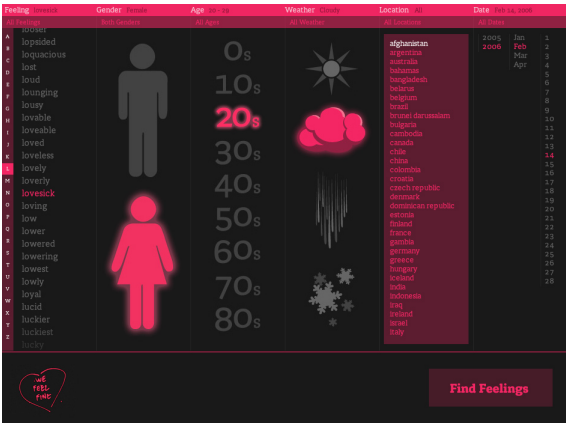 Feeling lovesick
Gender Female
Age 20 - 29
Weather Cloudy
Location All
Date Feb 14, 2006
All Feelings
Both Genders
All Ages
All Weather
All Locations
All Dates
A
B
C
D
E
F
G
H
I
J
K
L
M
N
O
P
Q
R
S
T
U
V
W
X
Y
Z
looser
lopsided
loquacious
lost
loud
lounging
lousy
lovable
loveable
loved
loveless
lovely
loverly
lovesick
loving
low
lower
lowered
lowering
lowest
lowly
loyal
lucid
luckier
luckiest
lucky
0s
10s
20s
30s
40s
50s
60s
70s
80s
afghanistan
argentina
australia
bahamas
bangladesh
belarus
belgium
brazil
brunei darussalam
bulgaria
cambodia
canada
chile
china
colombia
croatia
czech republic
denmark
dominican republic
estonia
finland
france
gambia
germany
greece
hungary
iceland
india
indonesia
iraq
ireland
israel
italy
2005
2006
Jan
Feb
Mar
Apr
1
2
3
4
5
6
7
8
9
10
11
12
13
14
15
16
17
18
19
20
21
22
23
24
25
26
27
28
WE
FEEL
FINE
Find Feelings